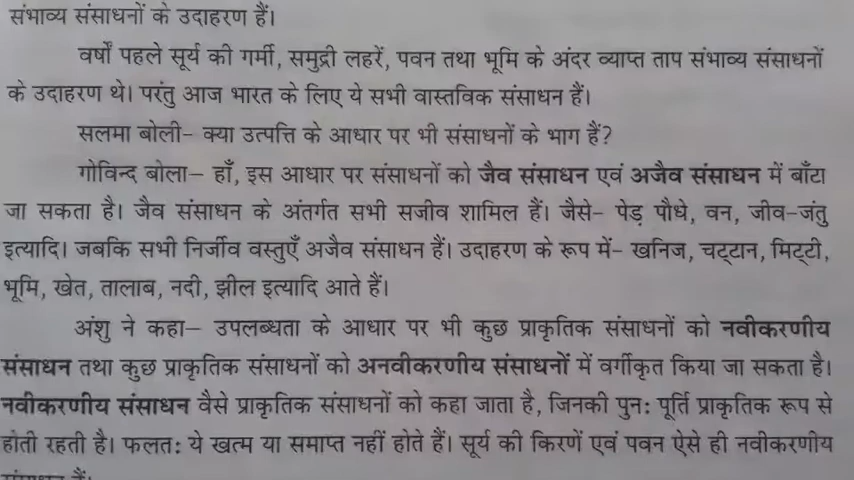 संभाव्य संसाधनों के उदाहरण हैं।
वर्षों पहले सूर्य की गर्मी, समुद्री लहरें, पवन तथा भूमि के अंदर व्याप्त ताप संभाव्य संसाधनों
के उदाहरण थे। परंतु आज भारत के लिए ये सभी वास्तविक संसाधन हैं।
सलमा बोली– क्या उत्पत्ति के आधार पर भी संसाधनों के भाग हैं?
गोविन्द बोला– हाँ, इस आधार पर संसाधनों को जैव संसाधन एवं अजैव संसाधन में बाँटा
जा सकता है। जैव संसाधन के अंतर्गत सभी सजीव शामिल हैं। जैसे– पेड़ पौधे, वन, जीव-जंतु
इत्यादि। जबकि सभी निर्जीव वस्तुएँ अजैव संसाधन हैं। उदाहरण के रूप में– खनिज, चट्टान, मिट्टी,
भूमि, खेत, तालाब, नदी, झील इत्यादि आते हैं।
अंशु ने कहा– उपलब्धता के आधार पर भी कुछ प्राकृतिक संसाधनों को नवीकरणीय
संसाधन तथा कुछ प्राकृतिक संसाधनों को अनवीकरणीय संसाधनों में वर्गीकृत किया जा सकता है।
नवीकरणीय संसाधन वैसे प्राकृतिक संसाधनों को कहा जाता है, जिनकी पुन: पूर्ति प्राकृतिक रूप से
होती रहती है। फलत: ये खत्म या समाप्त नहीं होते हैं। सूर्य की किरणें एवं पवन ऐसे ही नवीकरणीय